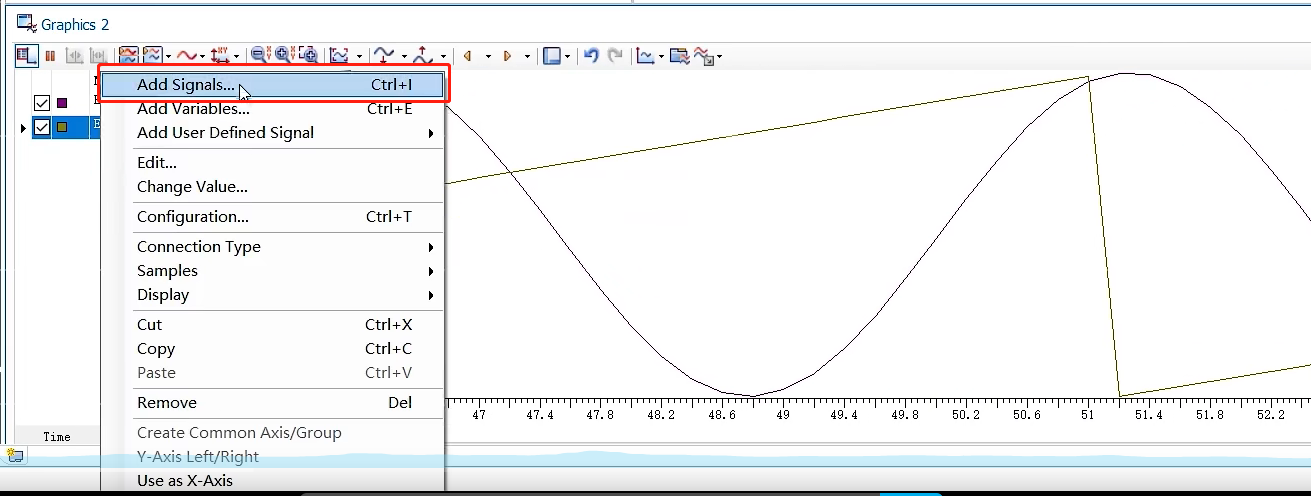 Graphics 2
Add Signals... Ctrl+I
Add Variables... Ctrl+E
Add User Defined Signal
Edit...
Change Value...
Configuration... Ctrl+T
Connection Type
Samples
Display
Cut Ctrl+X
Copy Ctrl+C
Paste Ctrl+V
Remove Del
Create Common Axis/Group
Y-Axis Left/Right
Use as X-Axis
47 47.4 47.8 48.2 48.6 49 49.4 49.8 50.2 50.6 51 51.4 51.8 52.2
Time